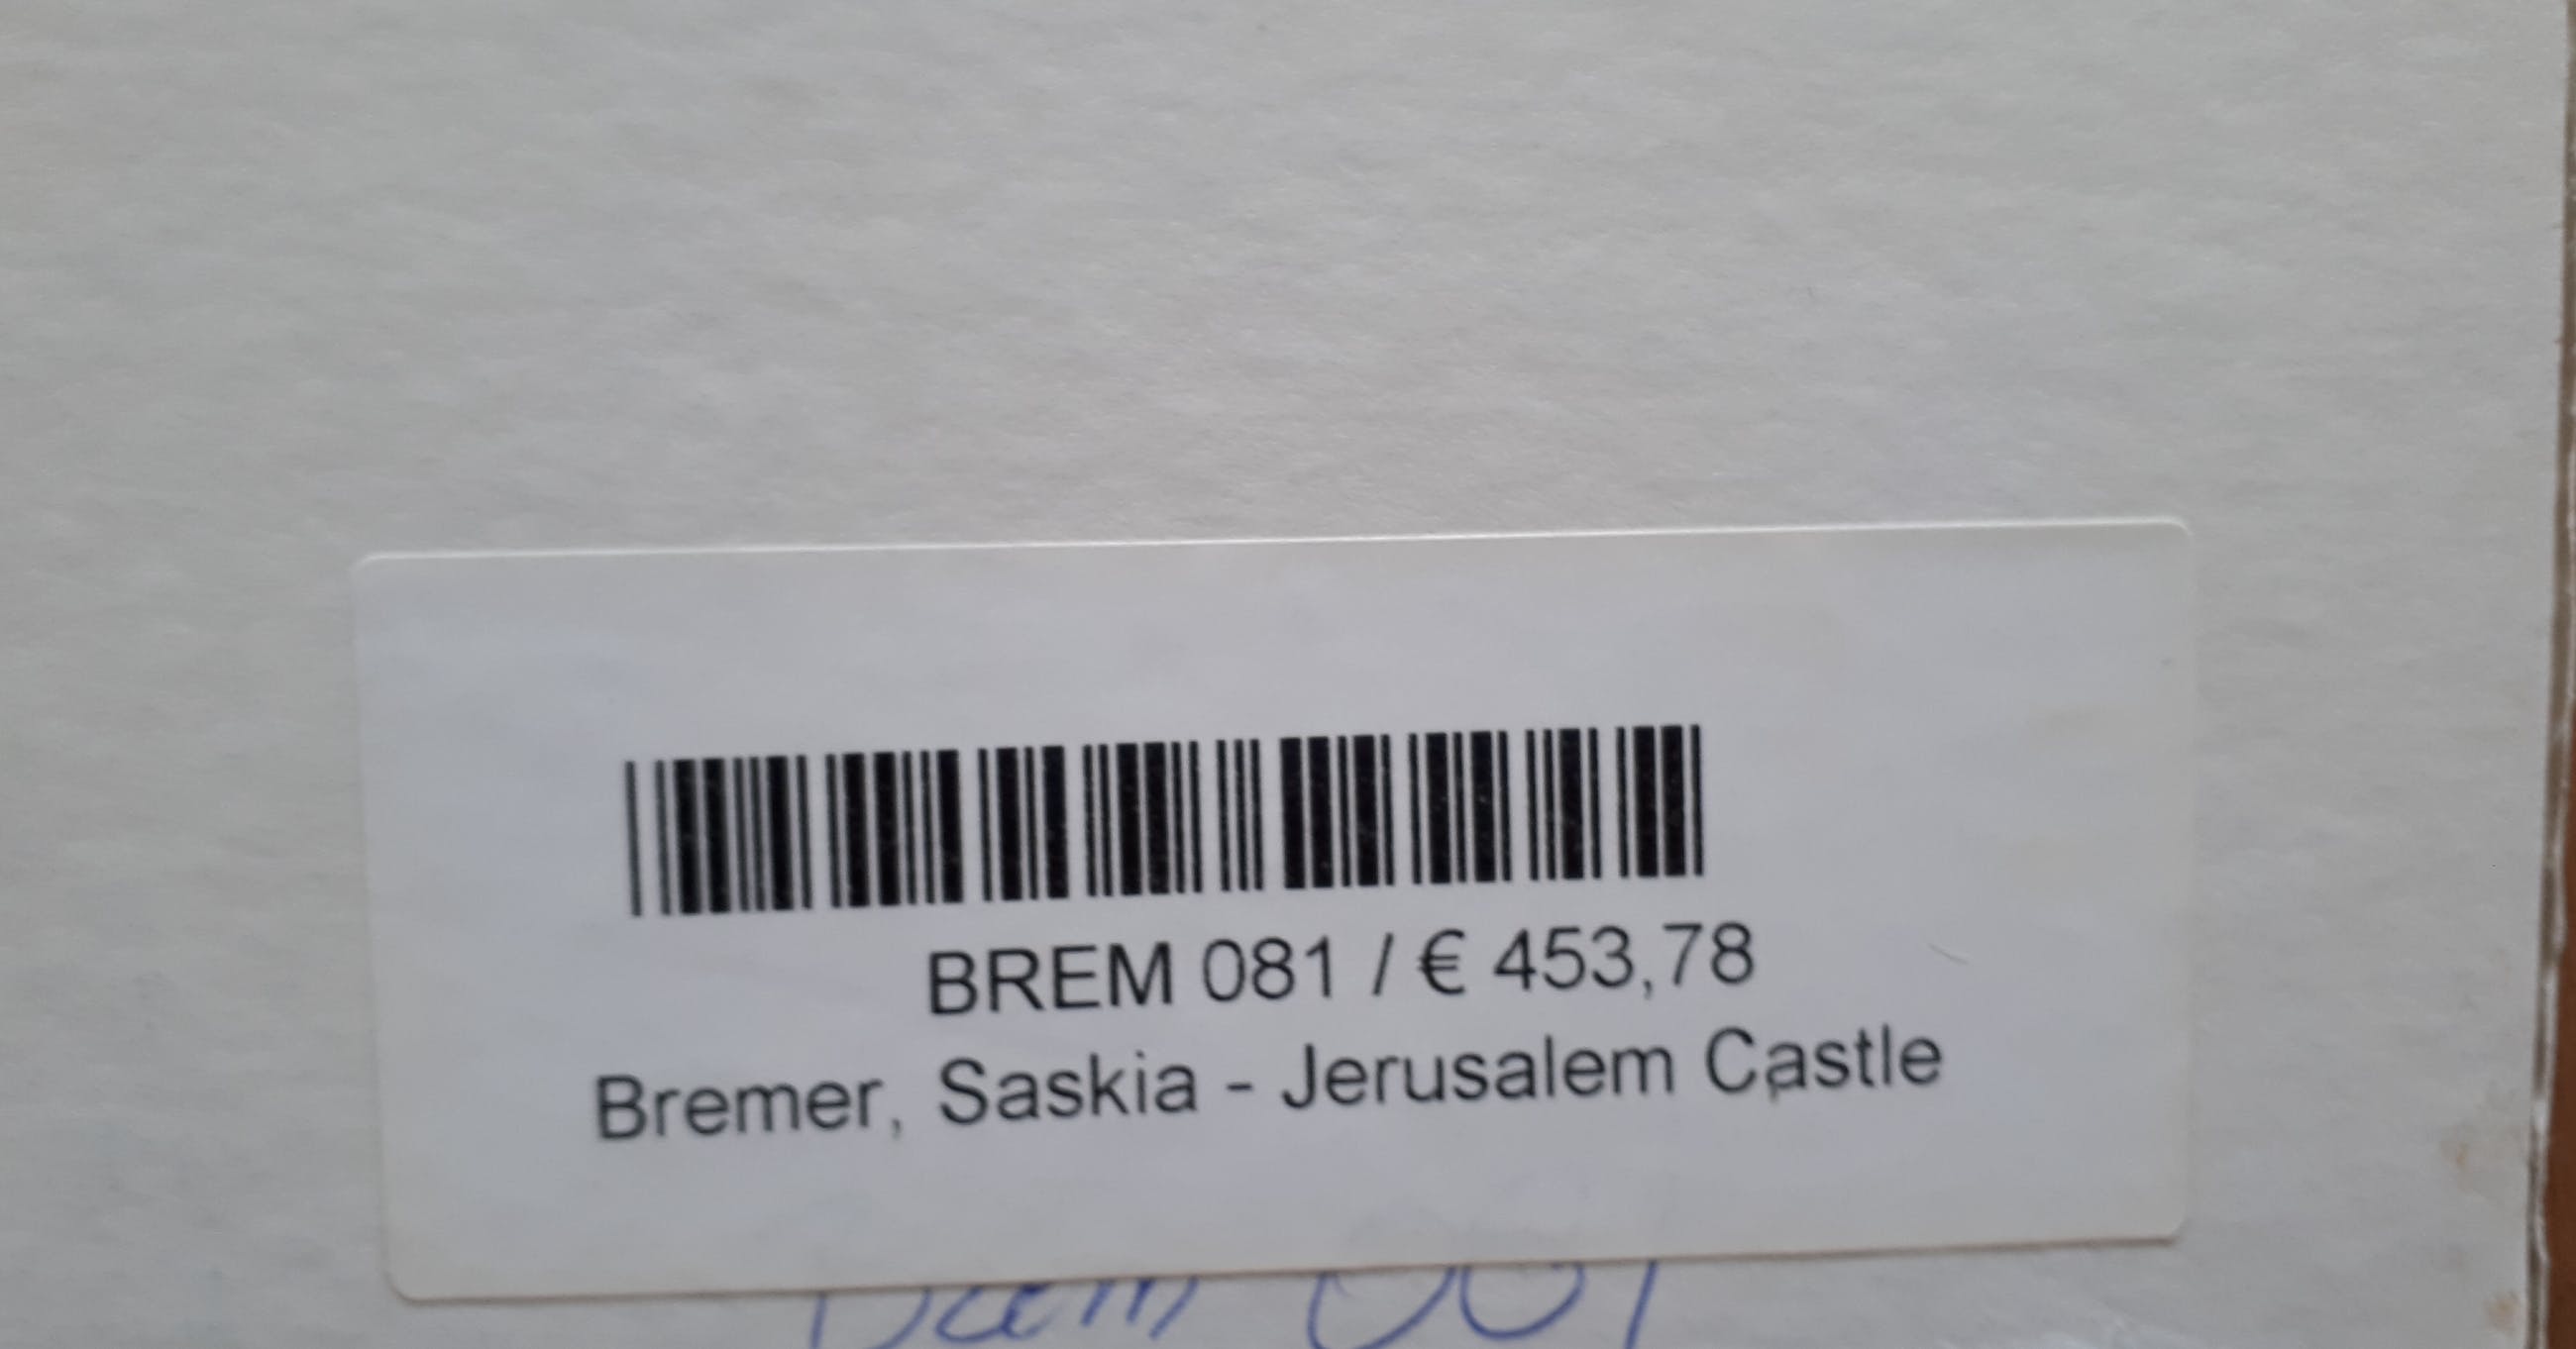 BREM 081 / € 453,78
Bremer, Saskia - Jerusalem Castle